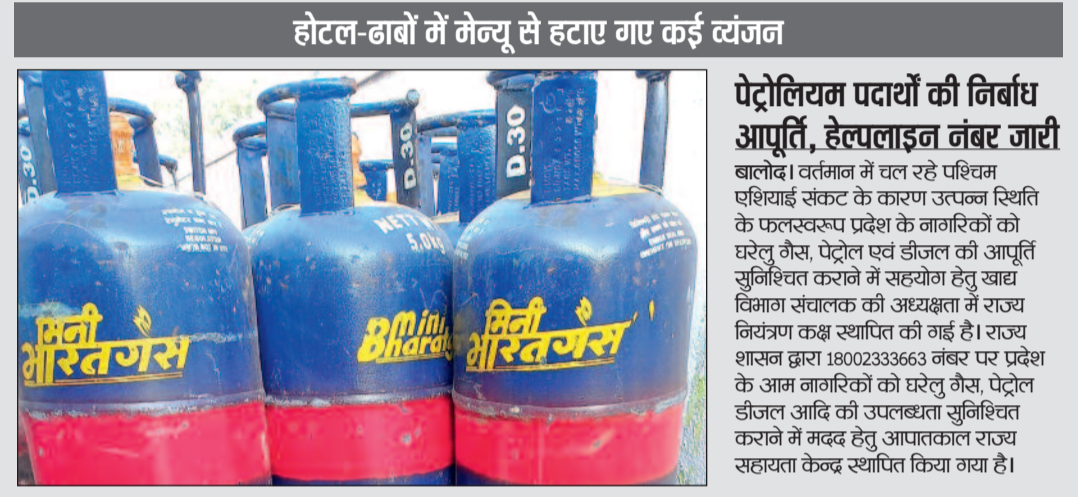 होटल-ढाबों में मेन्यू से हटाए गए कई व्यंजन
D.30
D.30
D.30
NETT
5.0kg
मिनी
भारतगैस
mini
Bharat
मिनी
भारतगैस
पेट्रोलियम पदार्थों की निर्बाध
आपूर्ति, हेल्पलाइन नंबर जारी
बालोद। वर्तमान में चल रहे पश्चिम
एशियाई संकट के कारण उत्पन्न स्थिति
के फलस्वरूप प्रदेश के नागरिकों को
घरेलु गैस, पेट्रोल एवं डीजल की आपूर्ति
सुनिश्चित कराने में सहयोग हेतु खाद्य
विभाग संचालक की अध्यक्षता में राज्य
नियंत्रण कक्ष स्थापित की गई है। राज्य
शासन द्वारा 18002333663 नंबर पर प्रदेश
के आम नागरिकों को घरेलु गैस, पेट्रोल
डीजल आदि की उपलब्धता सुनिश्चित
कराने में मदद हेतु आपातकाल राज्य
सहायता केन्द्र स्थापित किया गया है।